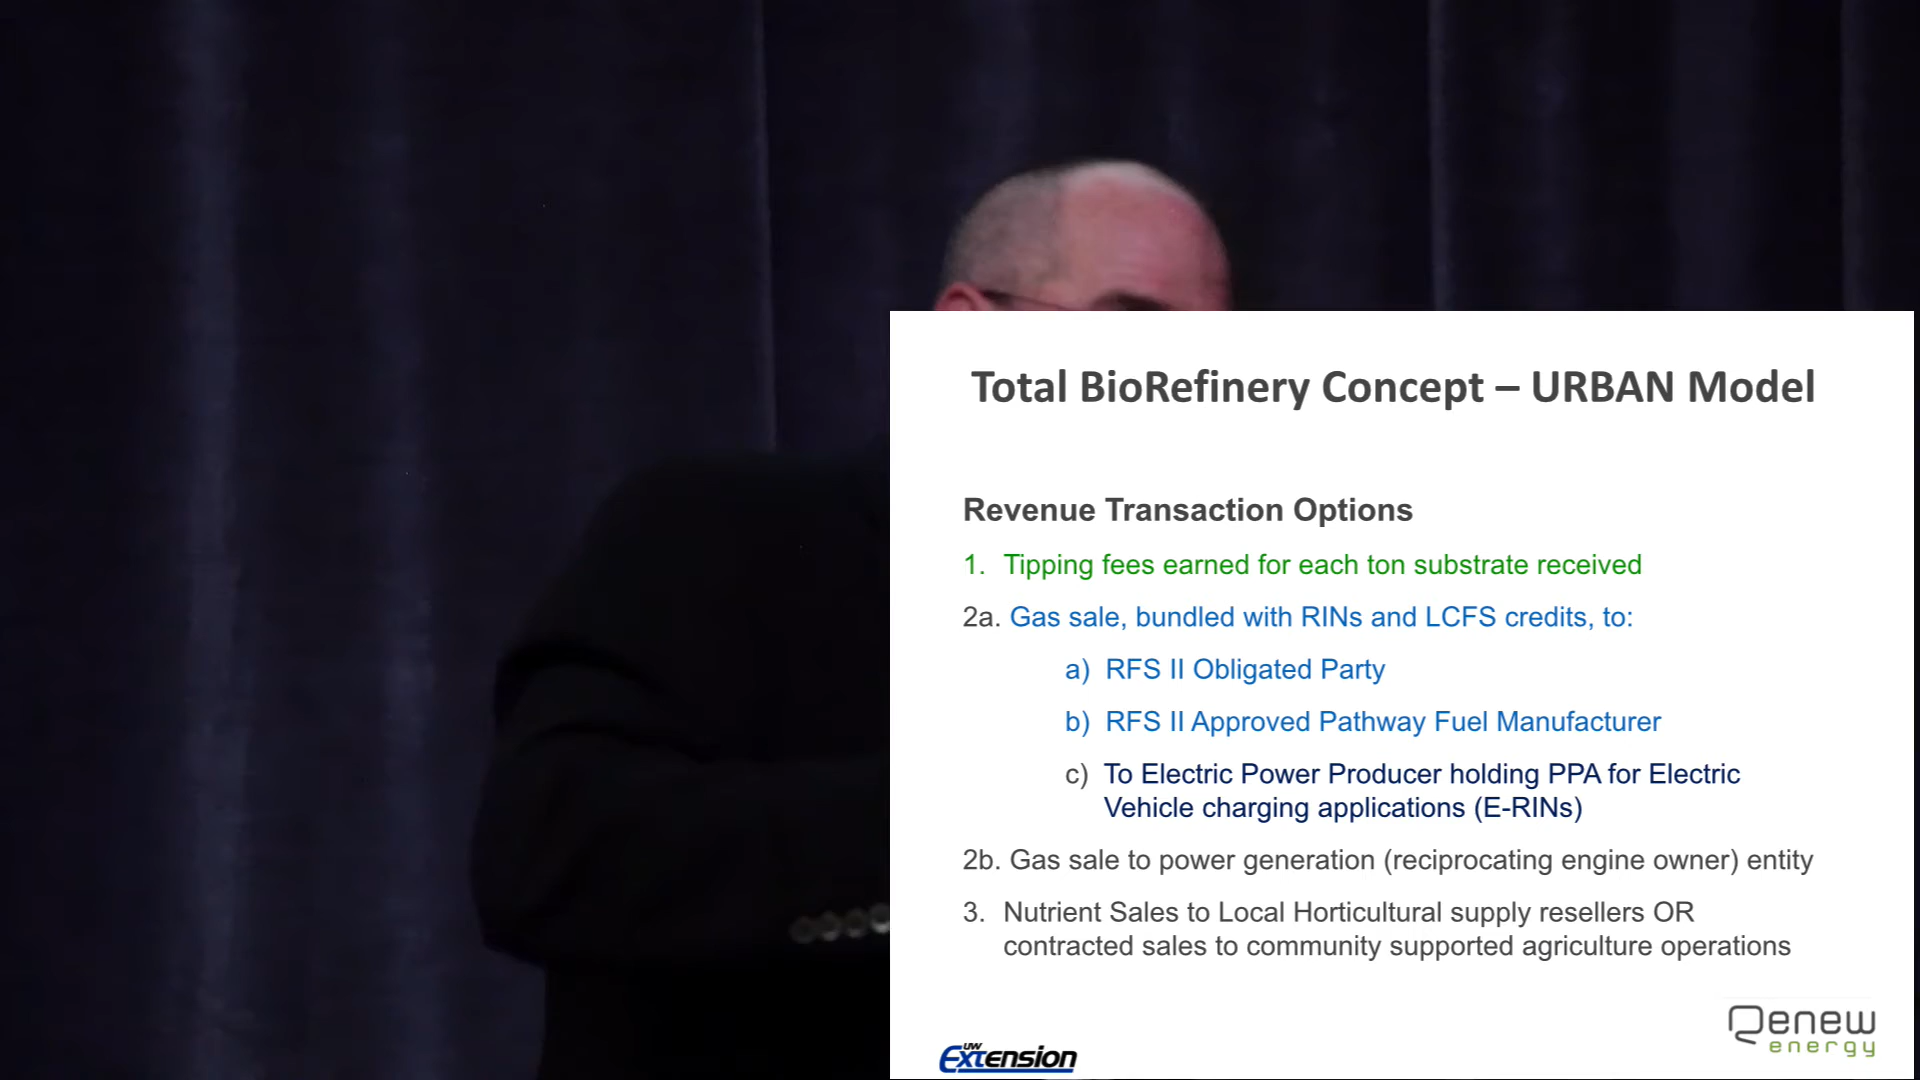 Total BioRefinery Concept – URBAN Model
Revenue Transaction Options
1. Tipping fees earned for each ton substrate received
2a. Gas sale, bundled with RINs and LCFS credits, to:
a) RFS II Obligated Party
b) RFS II Approved Pathway Fuel Manufacturer
c) To Electric Power Producer holding PPA for Electric
Vehicle charging applications (E-RINs)
2b. Gas sale to power generation (reciprocating engine owner) entity
3. Nutrient Sales to Local Horticultural supply resellers OR
contracted sales to community supported agriculture operations
UW
Extension
Renew
energy